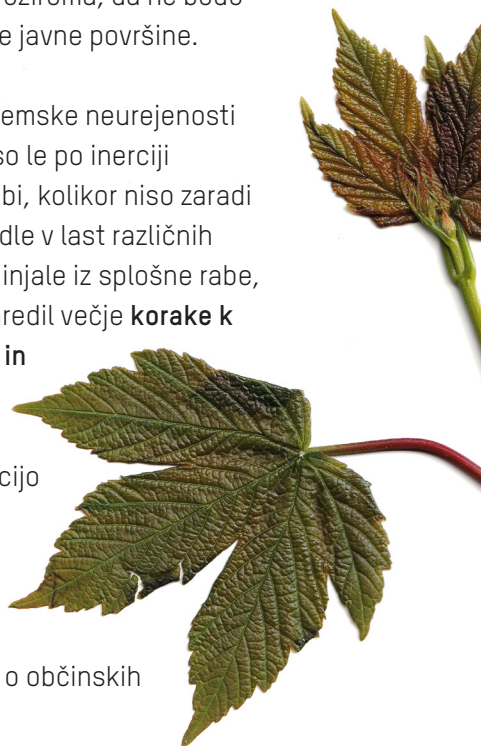 oziroma, da ne bodo
e javne površine.
emske neurejenosti
so le po inerciji
bi, kolikor niso zaradi
dle v last različnih
injale iz splošne rabe,
aredil večje korake k
in
cijo
o občinskih